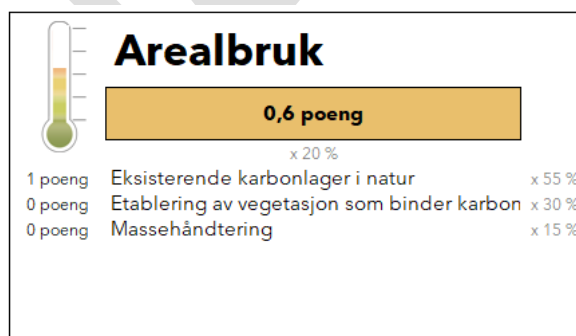 Arealbruk
0,6 poeng
x 20 %
1 poeng Eksisterende karbonlager i natur x 55 %
0 poeng Etablering av vegetasjon som binder karbon x 30 %
0 poeng Massehåndtering x 15 %